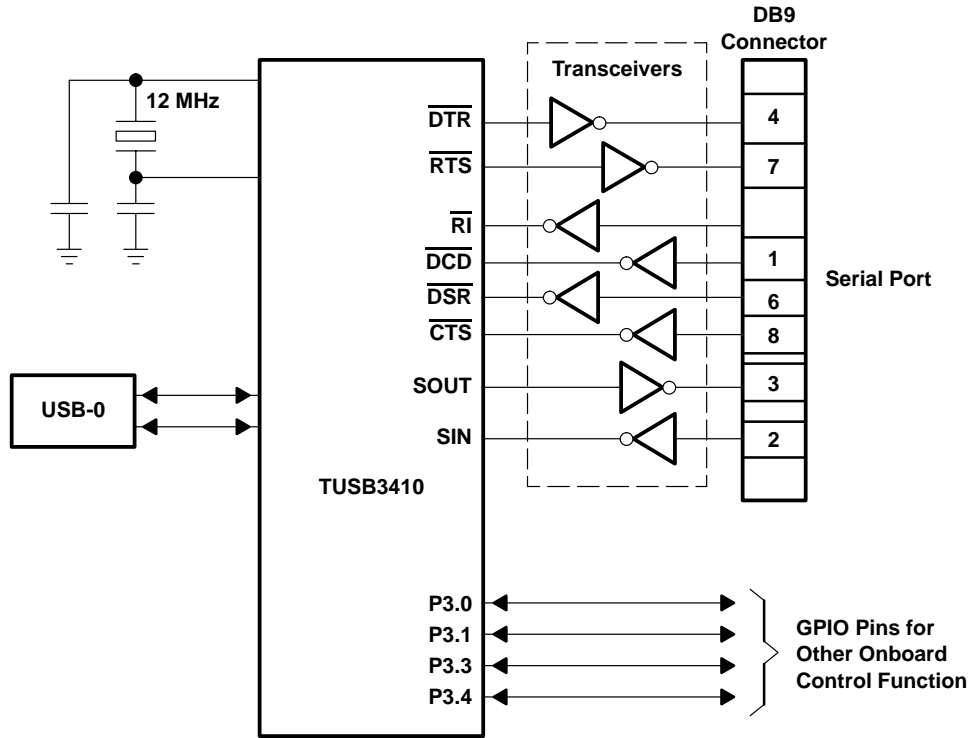 DB9
Connector
Transceivers
12 MHz
DTR
4
RTS
7
RI
DCD
1
DSR
6
Serial Port
CTS
8
SOUT
3
USB-0
SIN
2
TUSB3410
P3.0
P3.1
P3.3
P3.4
GPIO Pins for
Other Onboard
Control Function